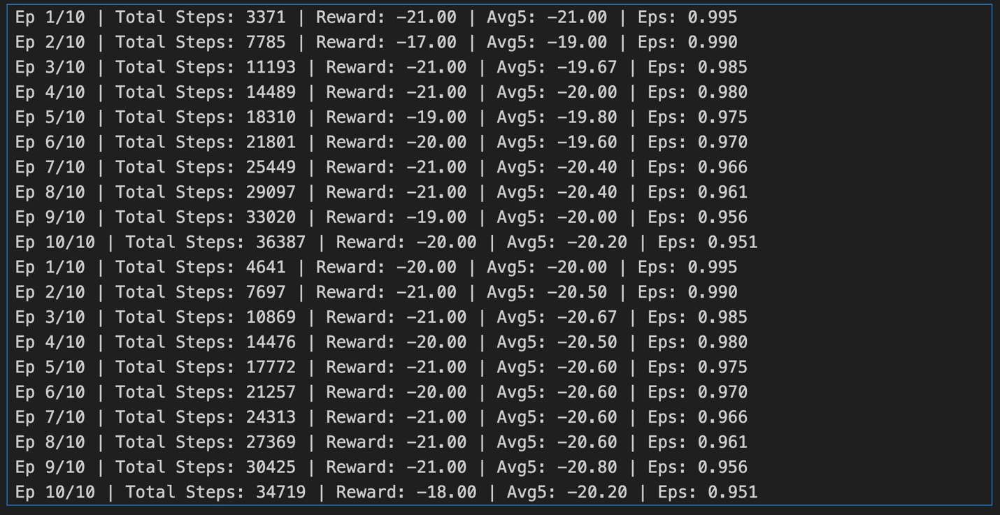 Ep 1/10 | Total Steps: 3371 | Reward: -21.00 | Avg5: -21.00 | Eps: 0.995
Ep 2/10 | Total Steps: 7785 | Reward: -17.00 | Avg5: -19.00 | Eps: 0.990
Ep 3/10 | Total Steps: 11193 | Reward: -21.00 | Avg5: -19.67 | Eps: 0.985
Ep 4/10 | Total Steps: 14489 | Reward: -21.00 | Avg5: -20.00 | Eps: 0.980
Ep 5/10 | Total Steps: 18310 | Reward: -19.00 | Avg5: -19.80 | Eps: 0.975
Ep 6/10 | Total Steps: 21801 | Reward: -20.00 | Avg5: -19.60 | Eps: 0.970
Ep 7/10 | Total Steps: 25449 | Reward: -21.00 | Avg5: -20.40 | Eps: 0.966
Ep 8/10 | Total Steps: 29097 | Reward: -21.00 | Avg5: -20.40 | Eps: 0.961
Ep 9/10 | Total Steps: 33020 | Reward: -19.00 | Avg5: -20.00 | Eps: 0.956
Ep 10/10 | Total Steps: 36387 | Reward: -20.00 | Avg5: -20.20 | Eps: 0.951
Ep 1/10 | Total Steps: 4641 | Reward: -20.00 | Avg5: -20.00 | Eps: 0.995
Ep 2/10 | Total Steps: 7697 | Reward: -21.00 | Avg5: -20.50 | Eps: 0.990
Ep 3/10 | Total Steps: 10869 | Reward: -21.00 | Avg5: -20.67 | Eps: 0.985
Ep 4/10 | Total Steps: 14476 | Reward: -20.00 | Avg5: -20.50 | Eps: 0.980
Ep 5/10 | Total Steps: 17772 | Reward: -21.00 | Avg5: -20.60 | Eps: 0.975
Ep 6/10 | Total Steps: 21257 | Reward: -20.00 | Avg5: -20.60 | Eps: 0.970
Ep 7/10 | Total Steps: 24313 | Reward: -21.00 | Avg5: -20.60 | Eps: 0.966
Ep 8/10 | Total Steps: 27369 | Reward: -21.00 | Avg5: -20.60 | Eps: 0.961
Ep 9/10 | Total Steps: 30425 | Reward: -21.00 | Avg5: -20.80 | Eps: 0.956
Ep 10/10 | Total Steps: 34719 | Reward: -18.00 | Avg5: -20.20 | Eps: 0.951